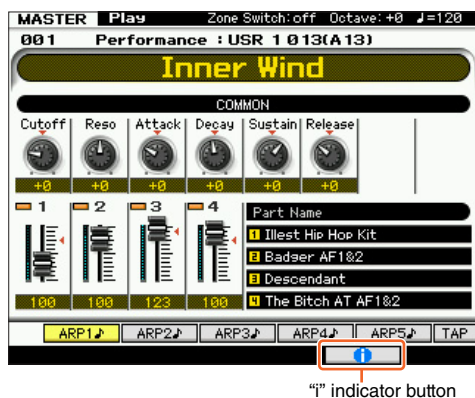 MASTER Play Zone Switch:off Octave:+0 ♩=120
001 Performance :USR 1 013(A13)
Inner Wind
COMMON
Cutoff Reso Attack Decay Sustain Release
+0 +0 +0 +0 +0 +0
1 2 3 4 Part Name
1 Illest Hip Hop Kit
2 Badger AF1&2
3 Descendant
4 The Bitch AT AF1&2
100 100 123 100
ARP1♪ ARP2♪ ARP3♪ ARP4♪ ARP5♪ TAP
i
“i” indicator button